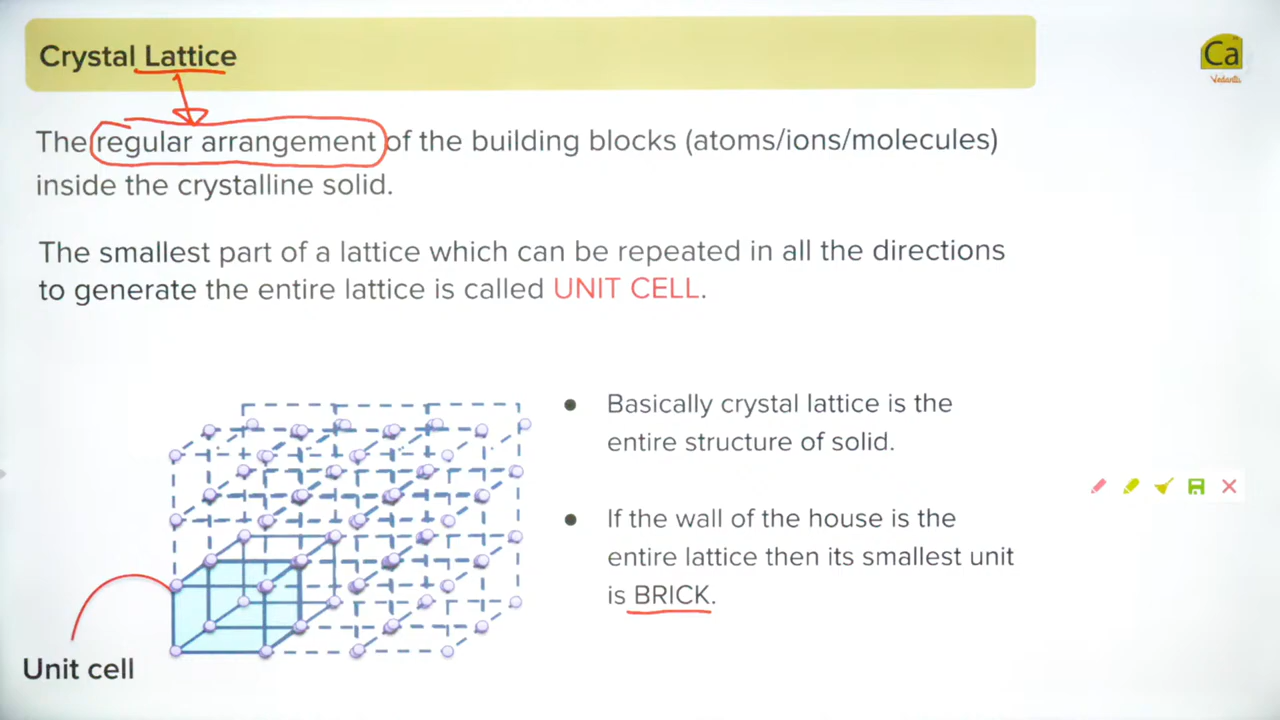 Crystal Lattice
Ca
Vedantu
The regular arrangement of the building blocks (atoms/ions/molecules)
inside the crystalline solid.
The smallest part of a lattice which can be repeated in all the directions
to generate the entire lattice is called UNIT CELL.
● Basically crystal lattice is the
entire structure of solid.
● If the wall of the house is the
entire lattice then its smallest unit
is BRICK.
Unit cell